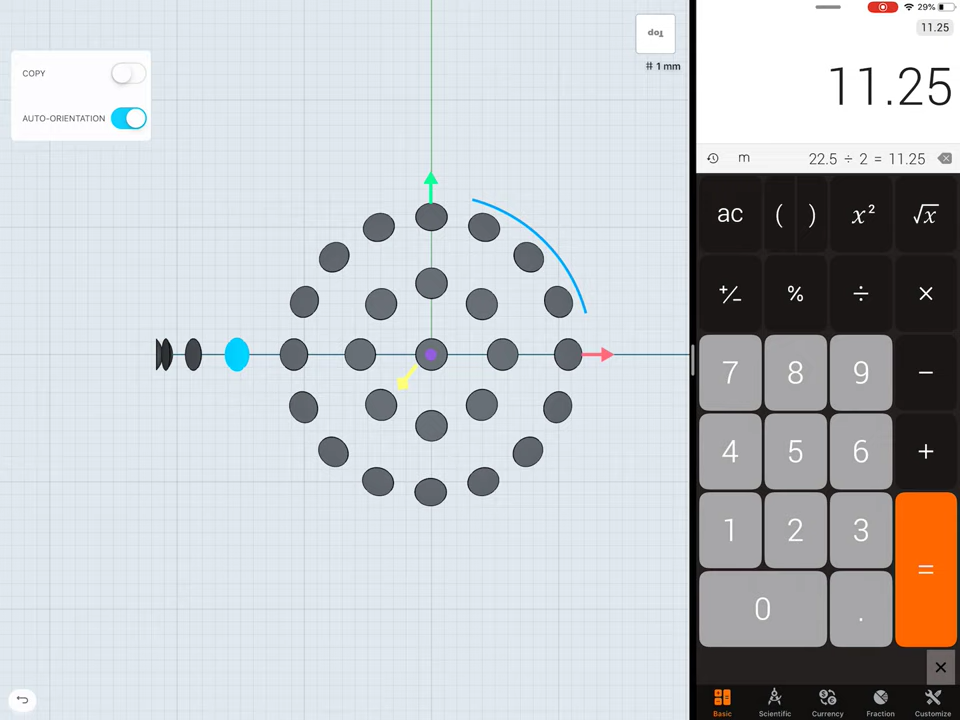 COPY
AUTO-ORIENTATION
Top
# 1 mm
29%
11.25
11.25
m
22.5 ÷ 2 = 11.25
ac ( ) x² √x
+/− % ÷ ×
7 8 9 −
4 5 6 +
1 2 3 =
0 .
Basic Scientific Currency Fraction Customize